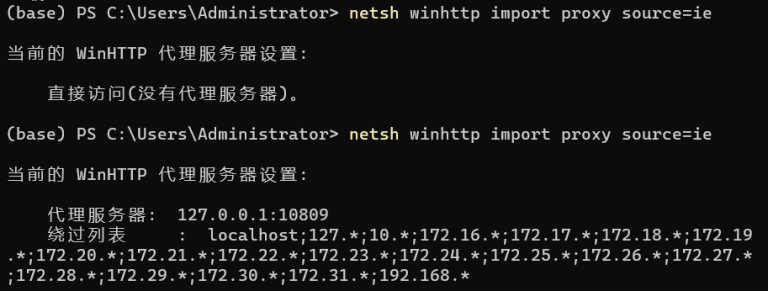 (base) PS C:\Users\Administrator> netsh winhttp import proxy source=ie
当前的 WinHTTP 代理服务器设置:
直接访问(没有代理服务器)。
(base) PS C:\Users\Administrator> netsh winhttp import proxy source=ie
当前的 WinHTTP 代理服务器设置:
代理服务器: 127.0.0.1:10809
绕过列表 : localhost;127.*;10.*;172.16.*;172.17.*;172.18.*;172.19
.*;172.20.*;172.21.*;172.22.*;172.23.*;172.24.*;172.25.*;172.26.*;172.27.*
;172.28.*;172.29.*;172.30.*;172.31.*;192.168.*